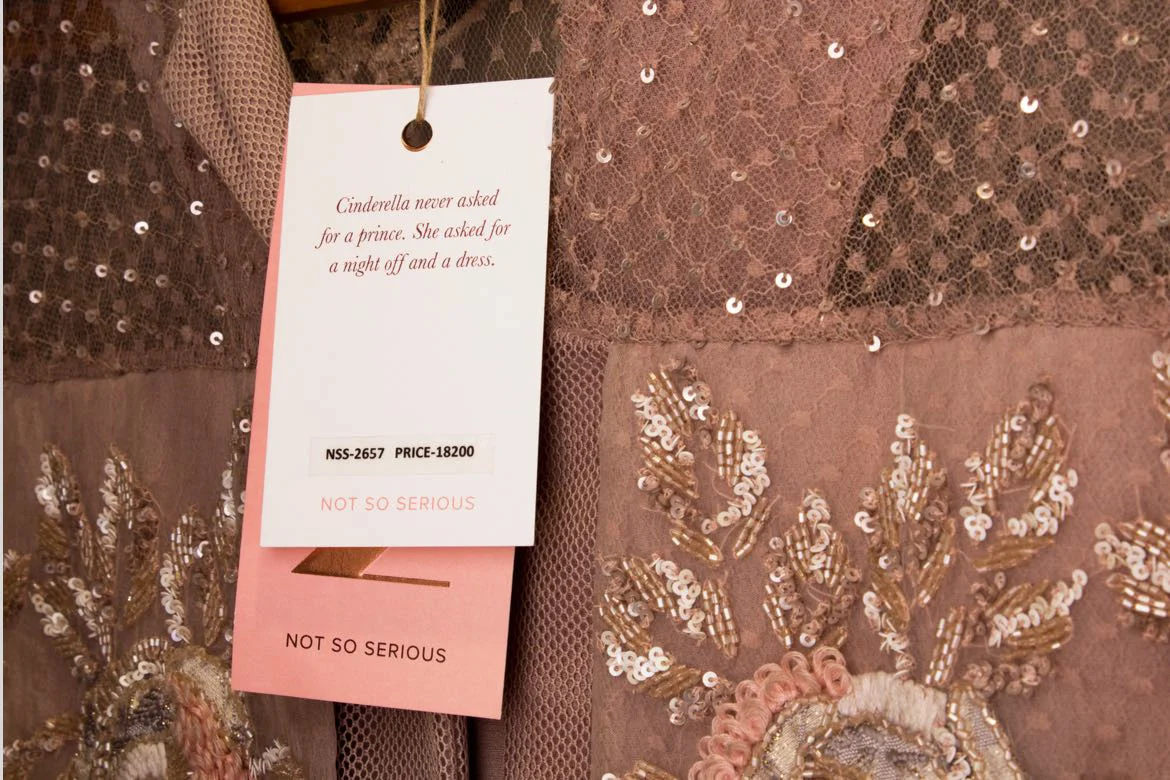 Cinderella never asked
for a prince. She asked for
a night off and a dress.
NSS-2657 PRICE-18200
NOT SO SERIOUS
NOT SO SERIOUS